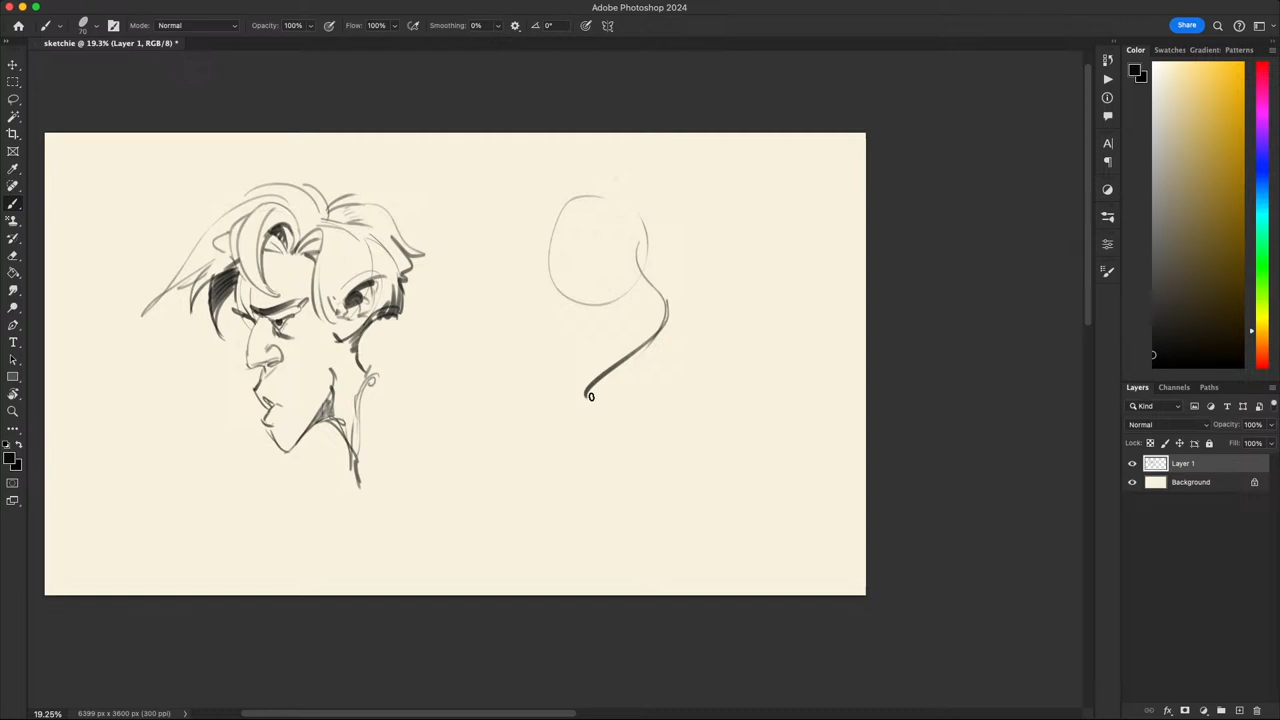 Adobe Photoshop 2024
70
Mode: Normal
Opacity: 100%
Flow: 100%
Smoothing: 0%
0°
Share
sketchie @ 19.3% (Layer 1, RGB/8) *
Color Swatches Gradient: Patterns
Layers Channels Paths
Kind
Normal
Opacity: 100%
Lock:
Fill: 100%
Layer 1
Background
19.25%
6399 px x 3600 px (300 ppi)